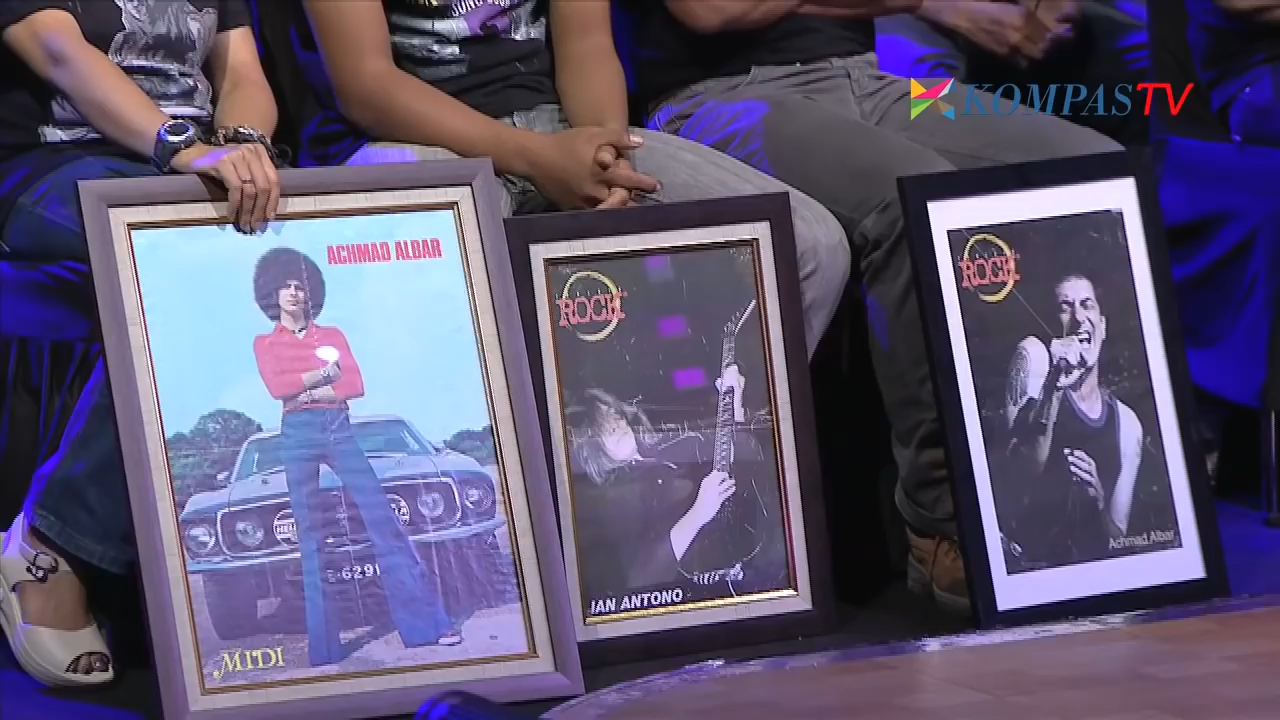 KOMPASTV
ACHMAD ALBAR
MIDI
ROCK
IAN ANTONO
ROCK
Achmad Albar